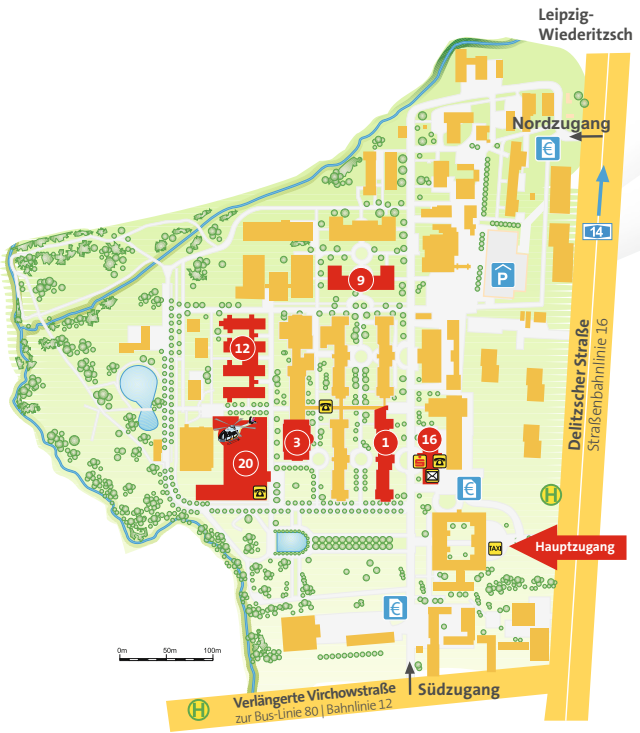 Leipzig-
Wiederitzsch
Nordzugang
€
14
P
9
Delitzscher Straße
Straßenbahnlinie 16
12
3
1
16
20
€
H
TAXI
Hauptzugang
€
0m 50m 100m
Südzugang
Verlängerte Virchowstraße
zur Bus-Linie 80 | Bahnlinie 12
H